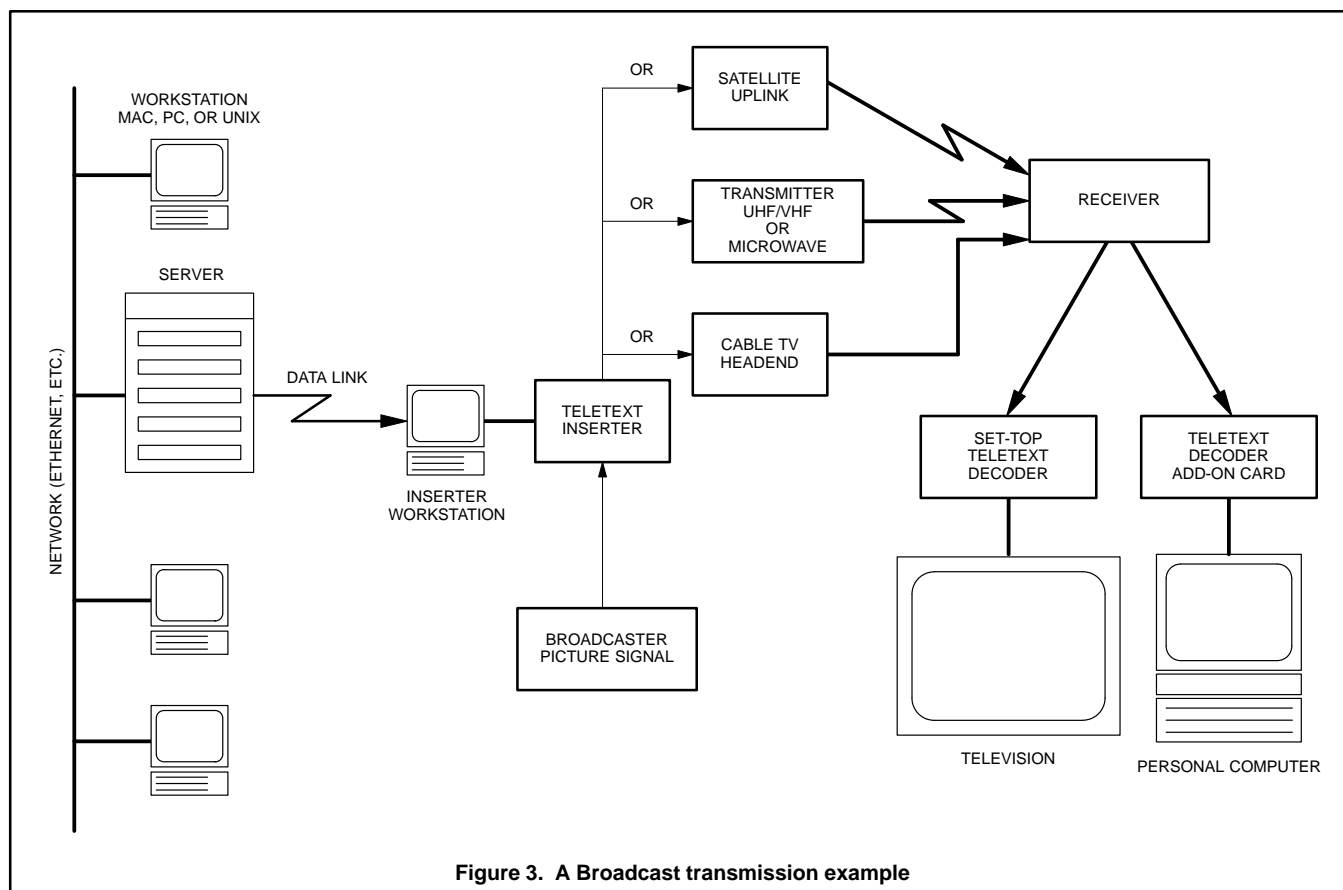 WORKSTATION
MAC, PC, OR UNIX
SERVER
NETWORK (ETHERNET, ETC.)
DATA LINK
INSERTER
WORKSTATION
TELETEXT
INSERTER
BROADCASTER
PICTURE SIGNAL
OR
SATELLITE
UPLINK
OR
TRANSMITTER
UHF/VHF
OR
MICROWAVE
OR
CABLE TV
HEADEND
RECEIVER
SET-TOP
TELETEXT
DECODER
TELETEXT
DECODER
ADD-ON CARD
TELEVISION
PERSONAL COMPUTER
Figure 3. A Broadcast transmission example